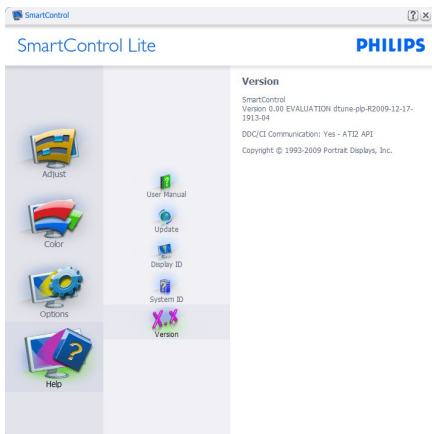 SmartControl
SmartControl Lite
PHILIPS
Adjust
Color
Options
Help
User Manual
Update
Display ID
System ID
X.X
Version
Version
SmartControl
Version 0.00 EVALUATION dtune-plp-R2009-12-17-
1913-04
DDC/CI Communication: Yes - ATI2 API
Copyright © 1993-2009 Portrait Displays, Inc.